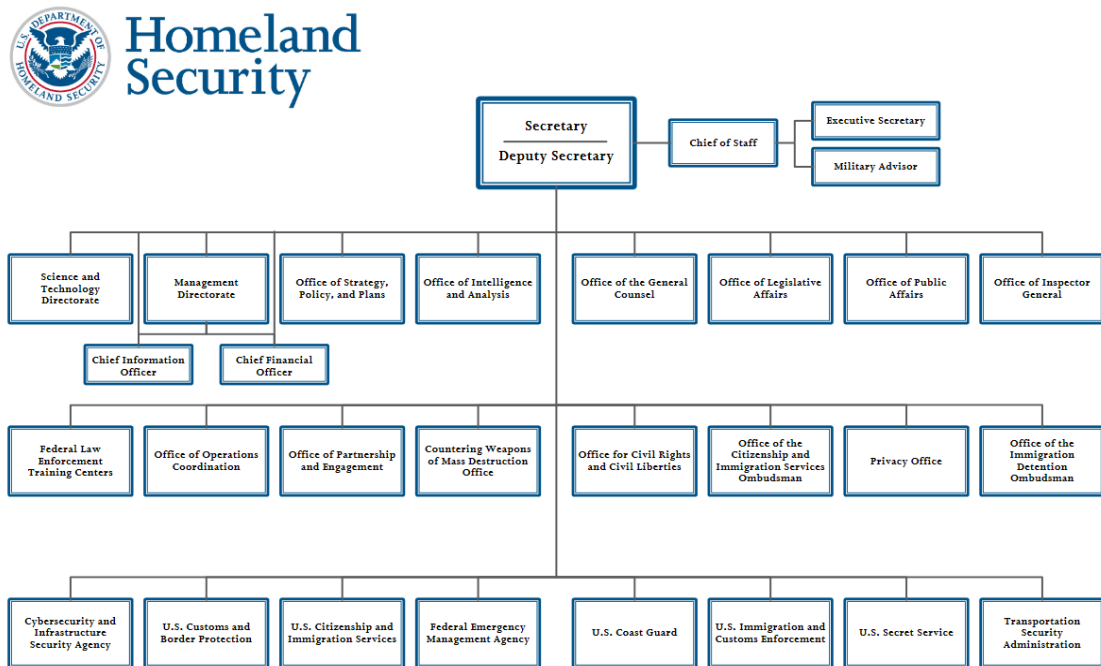 U.S. DEPARTMENT OF
HOMELAND SECURITY
Homeland
Security
Secretary
Deputy Secretary
Chief of Staff
Executive Secretary
Military Advisor
Science and
Technology
Directorate
Management
Directorate
Office of Strategy,
Policy, and Plans
Office of Intelligence
and Analysis
Office of the General
Counsel
Office of Legislative
Affairs
Office of Public
Affairs
Office of Inspector
General
Chief Information
Officer
Chief Financial
Officer
Federal Law
Enforcement
Training Centers
Office of Operations
Coordination
Office of Partnership
and Engagement
Countering Weapons
of Mass Destruction
Office
Office for Civil Rights
and Civil Liberties
Office of the
Citizenship and
Immigration Services
Ombudsman
Privacy Office
Office of the
Immigration
Detention
Ombudsman
Cybersecurity and
Infrastructure
Security Agency
U.S. Customs and
Border Protection
U.S. Citizenship and
Immigration Services
Federal Emergency
Management Agency
U.S. Coast Guard
U.S. Immigration and
Customs Enforcement
U.S. Secret Service
Transportation
Security
Administration